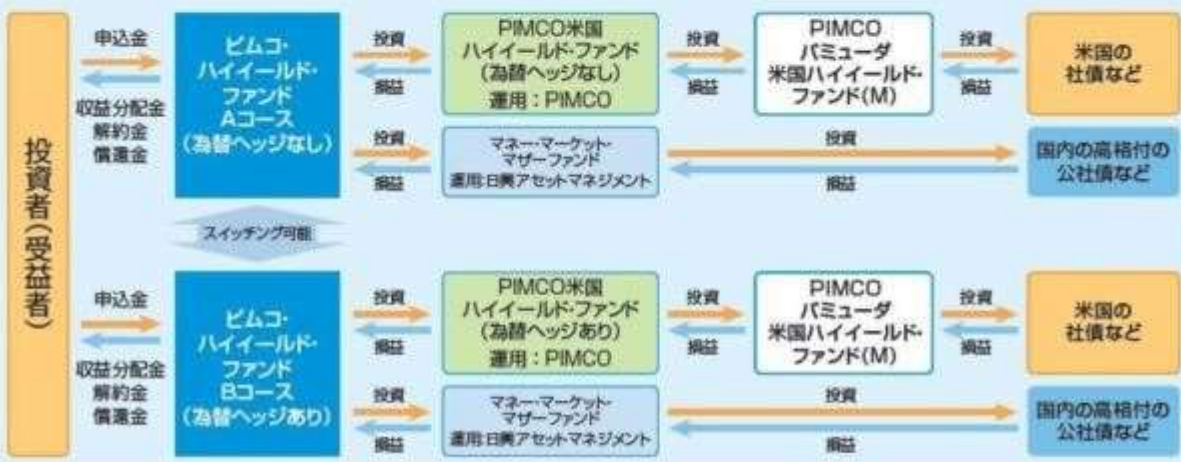 投資者(受益者)
申込金
収益分配金
解約金
償還金
ピムコ・
ハイイールド・
ファンド
Aコース
(為替ヘッジなし)
投資
損益
PIMCO米国
ハイイールド・ファンド
(為替ヘッジなし)
運用:PIMCO
投資
損益
PIMCO
バミューダ
米国ハイイールド・
ファンド(M)
投資
損益
米国の
社債など
投資
損益
マネー・マーケット・
マザーファンド
運用:日興アセットマネジメント
投資
損益
国内の高格付の
公社債など
スイッチング可能
申込金
収益分配金
解約金
償還金
ピムコ・
ハイイールド・
ファンド
Bコース
(為替ヘッジあり)
投資
損益
PIMCO米国
ハイイールド・ファンド
(為替ヘッジあり)
運用:PIMCO
投資
損益
PIMCO
バミューダ
米国ハイイールド・
ファンド(M)
投資
損益
米国の
社債など
投資
損益
マネー・マーケット・
マザーファンド
運用:日興アセットマネジメント
投資
損益
国内の高格付の
公社債など